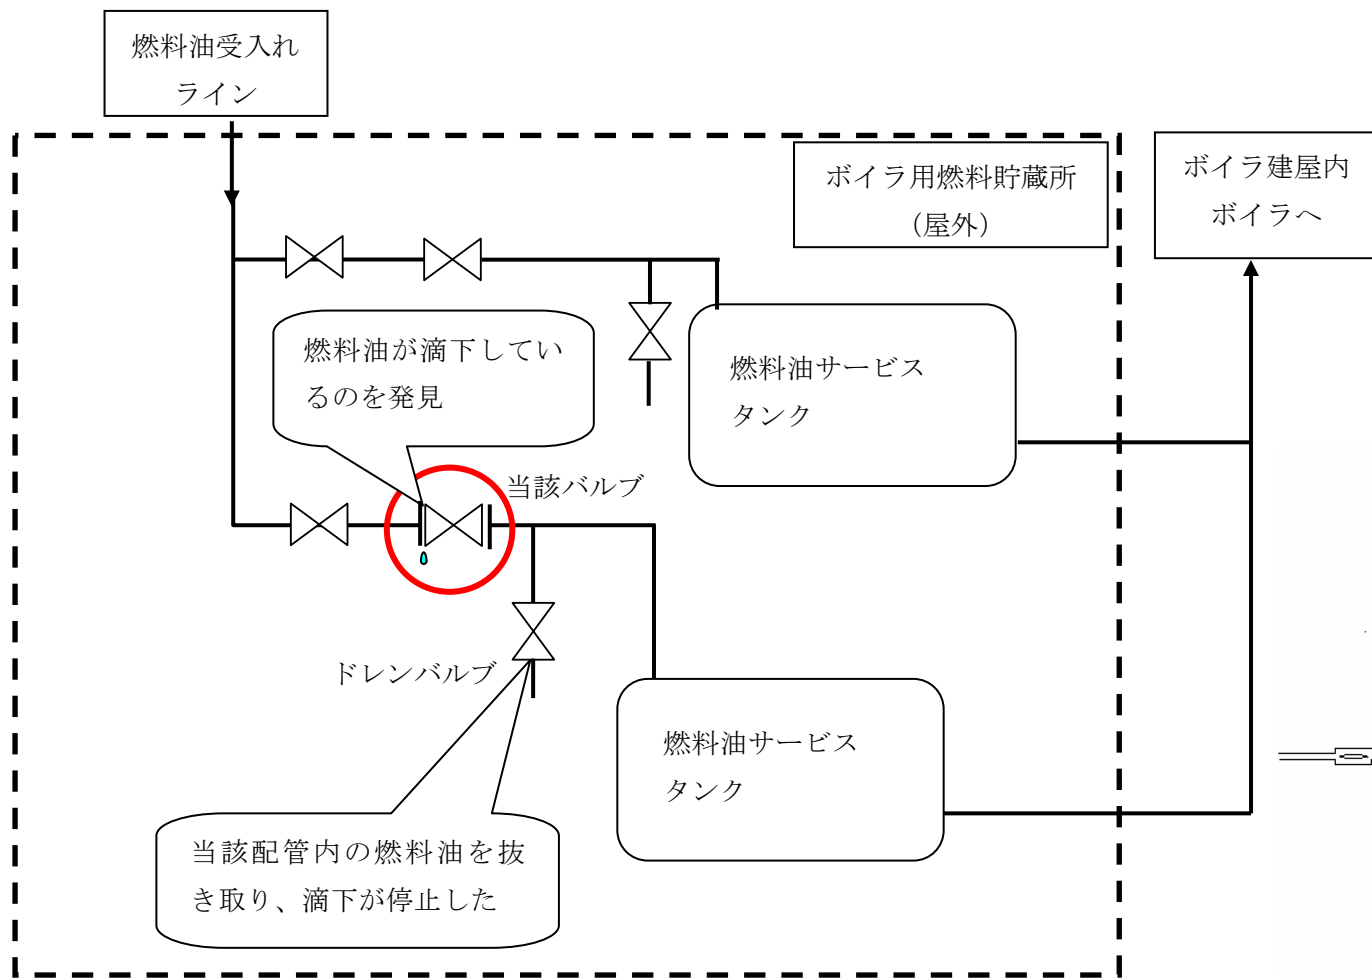 燃料油受入れ
ライン
ボイラ用燃料貯蔵所
（屋外）
ボイラ建屋内
ボイラへ
燃料油が滴下してい
るのを発見
燃料油サービス
タンク
当該バルブ
ドレンバルブ
燃料油サービス
タンク
当該配管内の燃料油を抜
き取り、滴下が停止した